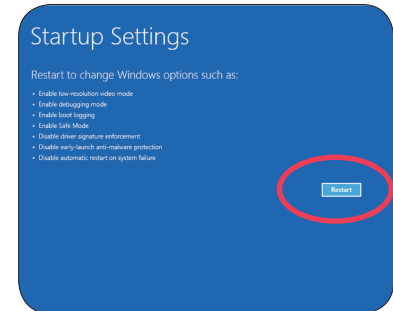 Startup Settings
Restart to change Windows options such as:
• Enable low-resolution video mode
• Enable debugging mode
• Enable boot logging
• Enable Safe Mode
• Disable driver signature enforcement
• Disable early-launch anti-malware protection
• Disable automatic restart on system failure
Restart